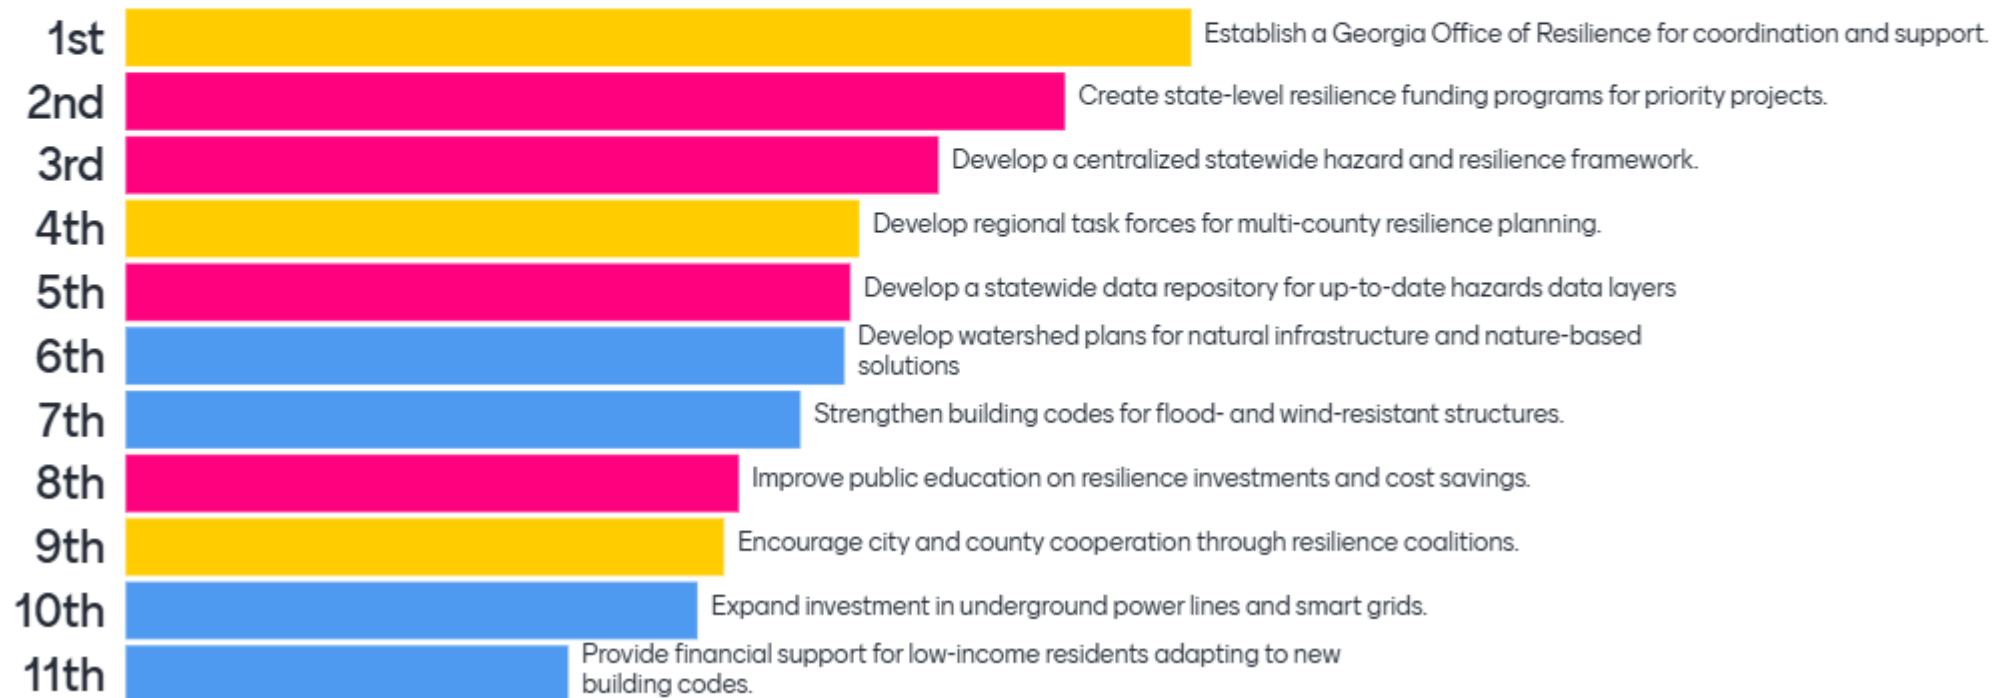 1st Establish a Georgia Office of Resilience for coordination and support.
2nd Create state-level resilience funding programs for priority projects.
3rd Develop a centralized statewide hazard and resilience framework.
4th Develop regional task forces for multi-county resilience planning.
5th Develop a statewide data repository for up-to-date hazards data layers
6th Develop watershed plans for natural infrastructure and nature-based
solutions
7th Strengthen building codes for flood- and wind-resistant structures.
8th Improve public education on resilience investments and cost savings.
9th Encourage city and county cooperation through resilience coalitions.
10th Expand investment in underground power lines and smart grids.
11th Provide financial support for low-income residents adapting to new
building codes.